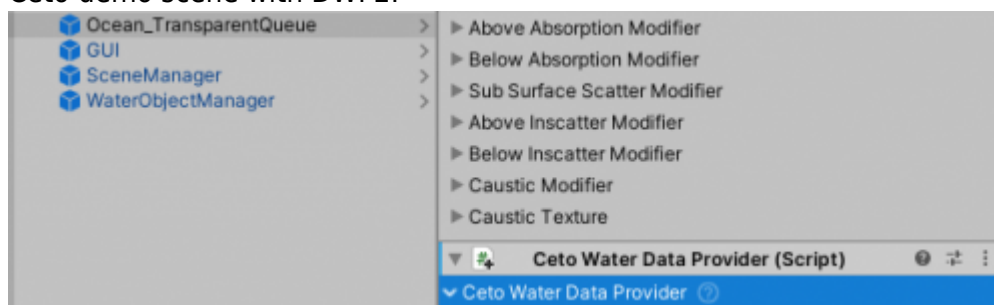 Ocean_TransparentQueue
GUI
SceneManager
WaterObjectManager
Above Absorption Modifier
Below Absorption Modifier
Sub Surface Scatter Modifier
Above Inscatter Modifier
Below Inscatter Modifier
Caustic Modifier
Caustic Texture
Ceto Water Data Provider (Script)
Ceto Water Data Provider